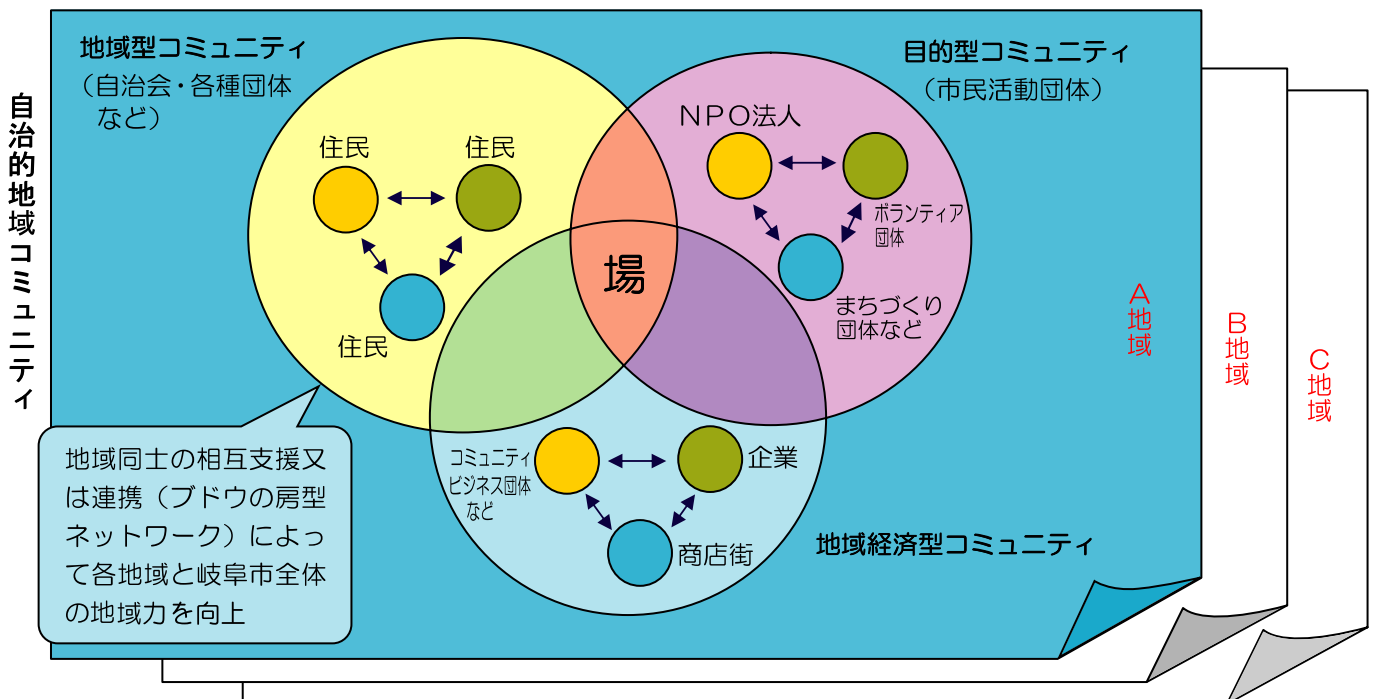 自治的地域コミュニティ
地域型コミュニティ
（自治会・各種団体
など）
住民
住民
住民
目的型コミュニティ
（市民活動団体）
ＮＰＯ法人
ボランティア
団体
まちづくり
団体など
場
コミュニティ
ビジネス団体
など
企業
商店街
地域経済型コミュニティ
地域同士の相互支援又
は連携（ブドウの房型
ネットワーク）によっ
て各地域と岐阜市全体
の地域力を向上
Ａ地域
Ｂ地域
Ｃ地域